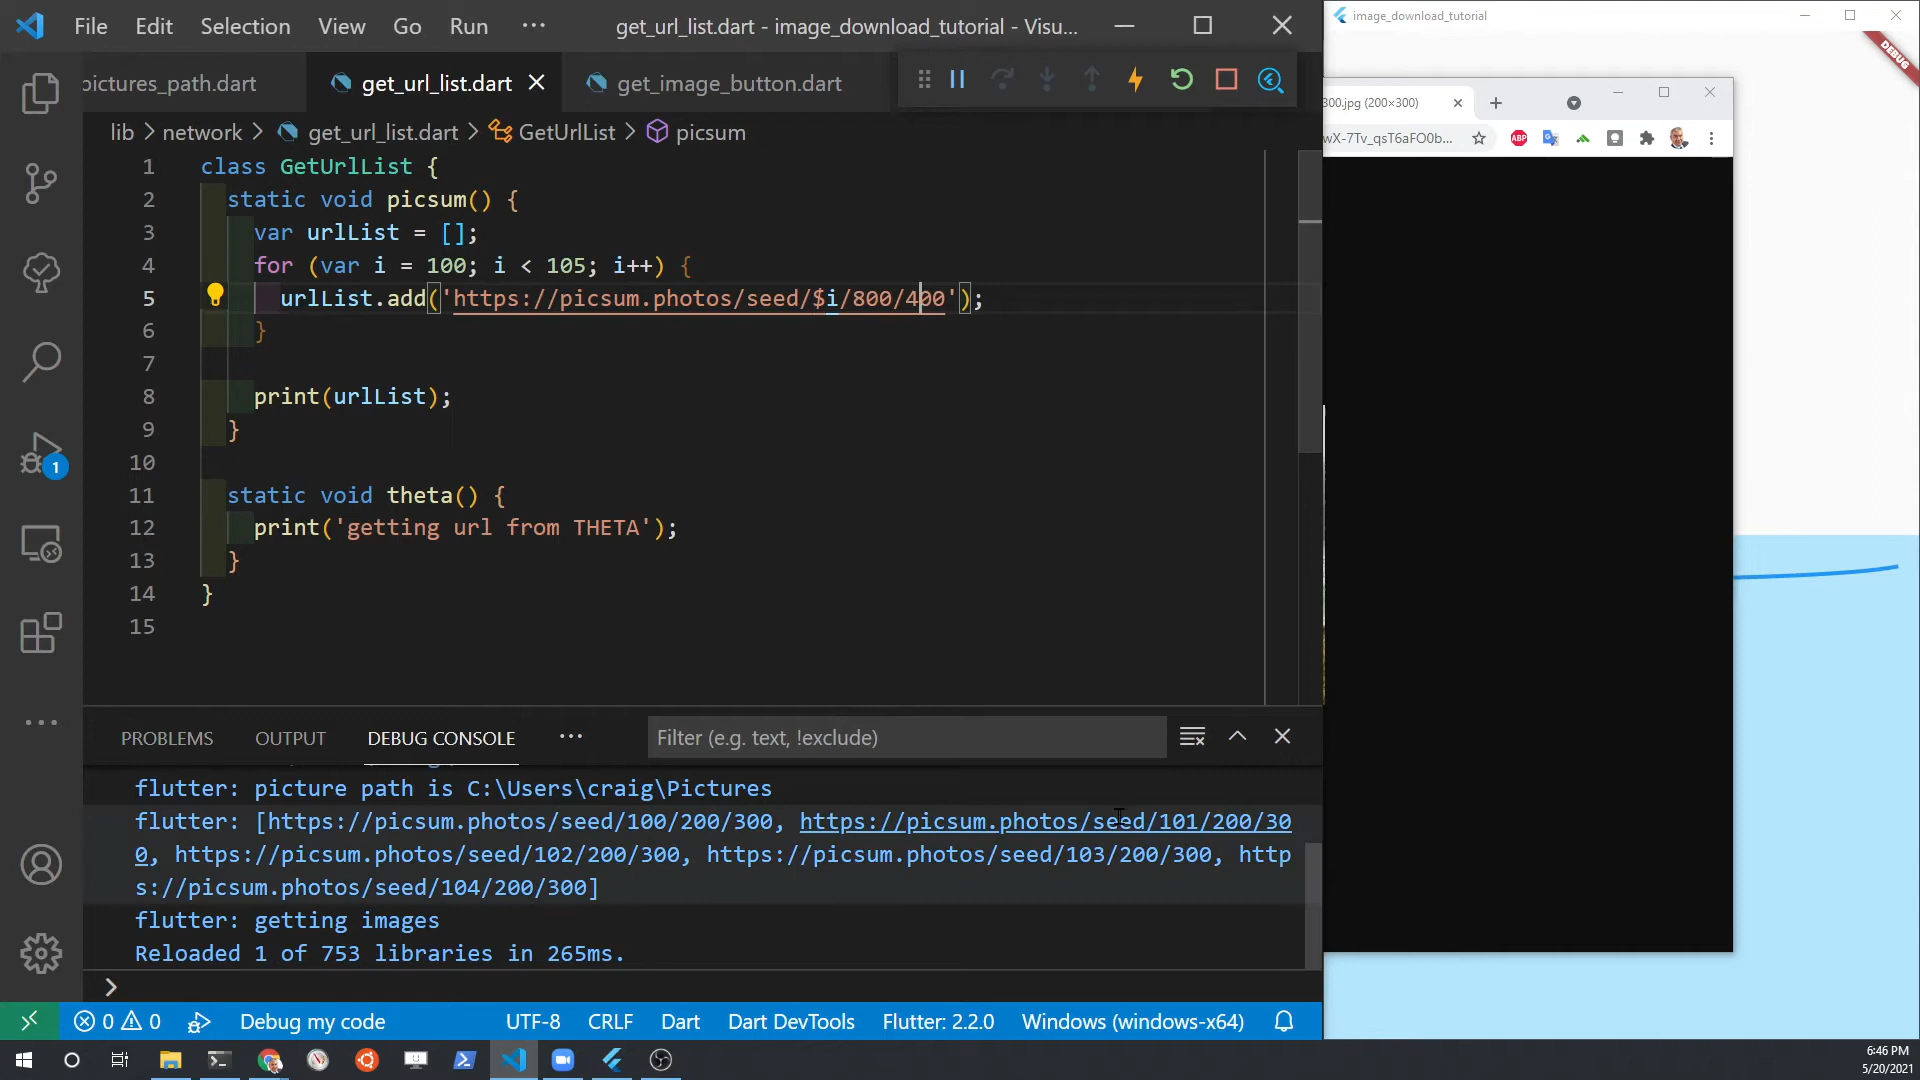 File Edit Selection View Go Run ··· get_url_list.dart - image_download_tutorial - Visu...
pictures_path.dart get_url_list.dart get_image_button.dart
lib > network > get_url_list.dart > GetUrlList > picsum
1 class GetUrlList {
2 static void picsum() {
3 var urlList = [];
4 for (var i = 100; i < 105; i++) {
5 urlList.add('https://picsum.photos/seed/$i/800/400');
6 }
7
8 print(urlList);
9 }
10
11 static void theta() {
12 print('getting url from THETA');
13 }
14 }
15
PROBLEMS OUTPUT DEBUG CONSOLE ··· Filter (e.g. text, !exclude)
flutter: picture path is C:\Users\craig\Pictures
flutter: [https://picsum.photos/seed/100/200/300, https://picsum.photos/seed/101/200/30
0, https://picsum.photos/seed/102/200/300, https://picsum.photos/seed/103/200/300, http
s://picsum.photos/seed/104/200/300]
flutter: getting images
Reloaded 1 of 753 libraries in 265ms.
>
1
0 0 Debug my code UTF-8 CRLF Dart Dart DevTools Flutter: 2.2.0 Windows (windows-x64)
image_download_tutorial
DEBUG
300.jpg (200×300)
wX-7Tv_qsT6aFO0b...
ABP
6:46 PM
5/20/2021